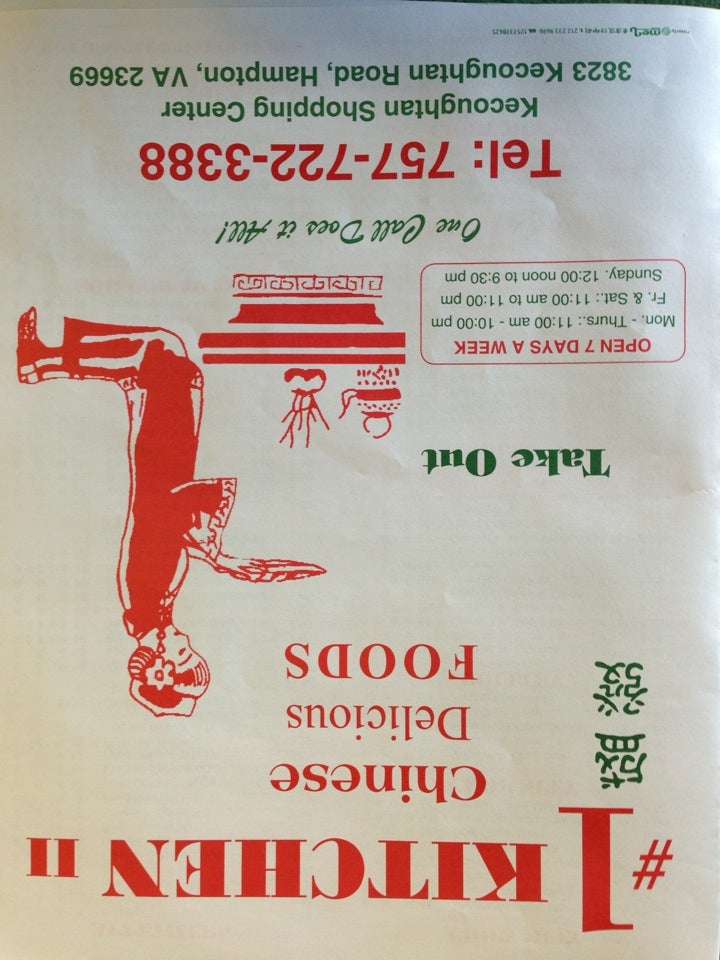 #1 KITCHEN II
Chinese
Delicious
FOODS
Take Out
OPEN 7 DAYS A WEEK
Mon. - Thurs.: 11:00 am - 10:00 pm
Fr. & Sat.: 11:00 am to 11:00 pm
Sunday. 12:00 noon to 9:30 pm
One Call Does it All!
Tel: 757-722-3388
Kecoughtan Shopping Center
3823 Kecoughtan Road, Hampton, VA 23669